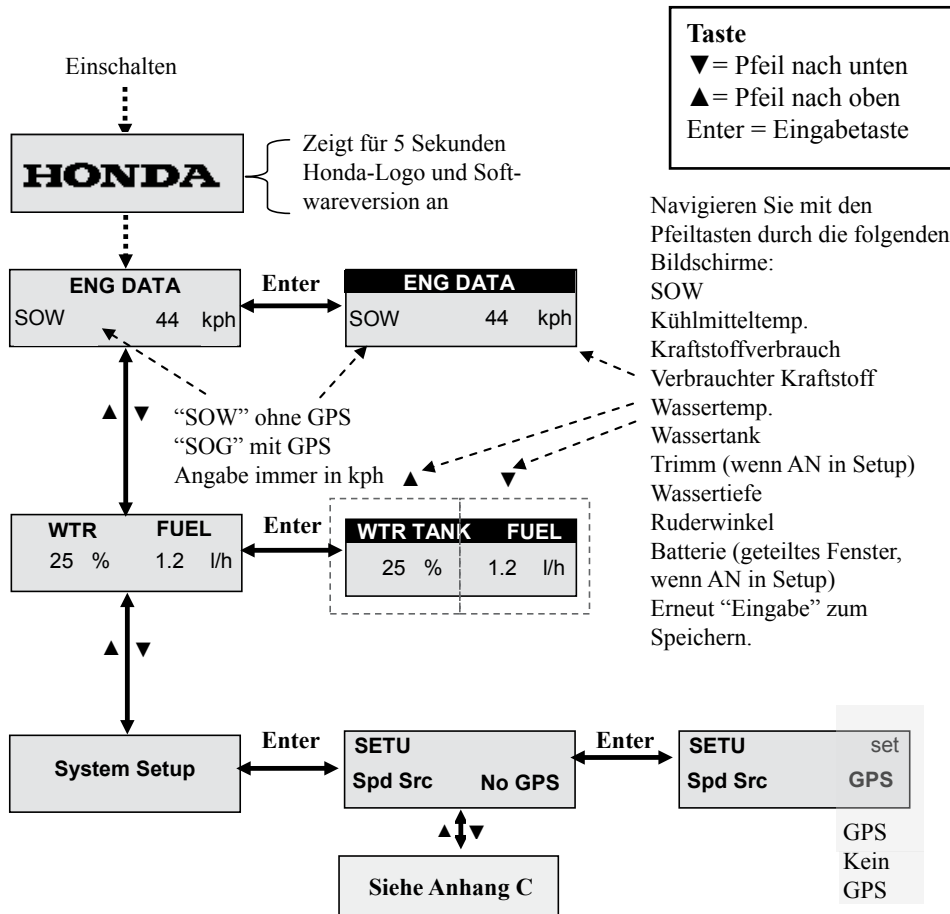 Taste
▼= Pfeil nach unten
▲= Pfeil nach oben
Enter = Eingabetaste
Einschalten
HONDA
Zeigt für 5 Sekunden
Honda-Logo und Soft-
wareversion an
Navigieren Sie mit den
Pfeiltasten durch die folgenden
Bildschirme:
SOW
Kühlmitteltemp.
Kraftstoffverbrauch
Verbrauchter Kraftstoff
Wassertemp.
Wassertank
Trimm (wenn AN in Setup)
Wassertiefe
Ruderwinkel
Batterie (geteiltes Fenster,
wenn AN in Setup)
Erneut “Eingabe” zum
Speichern.
ENG DATA
SOW 44 kph
Enter
ENG DATA
SOW 44 kph
▲ ▼
“SOW” ohne GPS
“SOG” mit GPS
Angabe immer in kph
▲ ▼
WTR FUEL
25 % 1.2 l/h
Enter
WTR TANK FUEL
25 % 1.2 l/h
▲ ▼
System Setup
Enter
SETU
Spd Src No GPS
Enter
SETU set
Spd Src GPS
GPS
Kein
GPS
▲ ▼
Siehe Anhang C